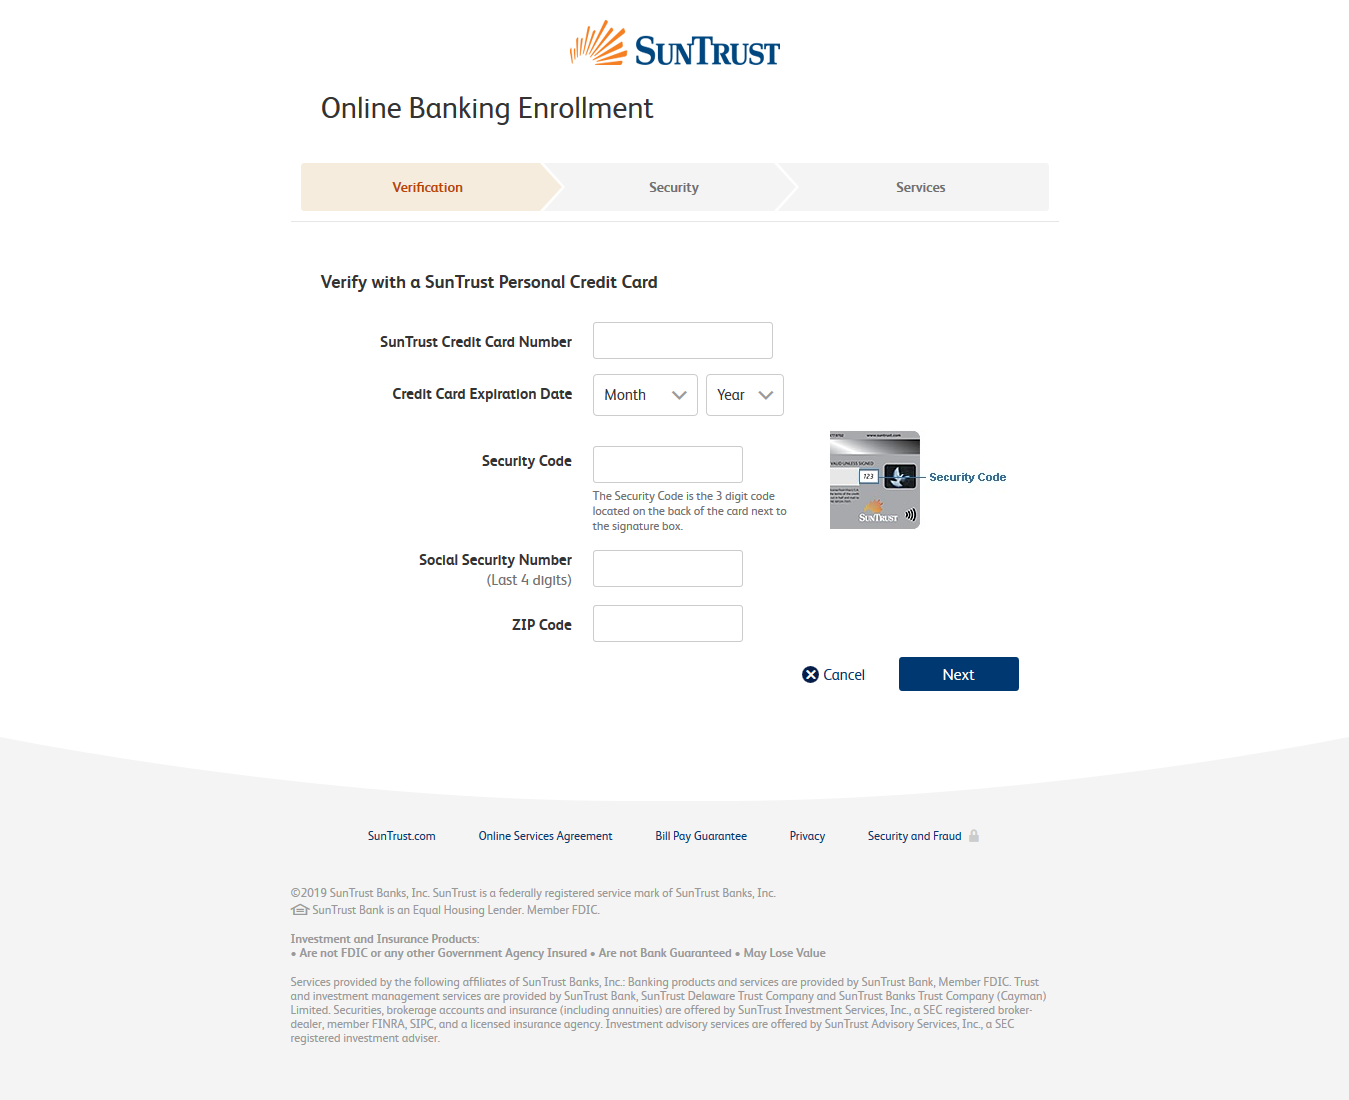 SUNTRUST
Online Banking Enrollment
Verification
Security
Services
Verify with a SunTrust Personal Credit Card
SunTrust Credit Card Number
Credit Card Expiration Date
Month
Year
www.suntrust.com
Security Code
VALID UNLESS SIGNED
123
Security Code
The Security Code is the 3 digit code
located on the back of the card next to
the signature box.
SUNTRUST
Social Security Number
(Last 4 digits)
ZIP Code
Cancel
Next
SunTrust.com
Online Services Agreement
Bill Pay Guarantee
Privacy
Security and Fraud
©2019 SunTrust Banks, Inc. SunTrust is a federally registered service mark of SunTrust Banks, Inc.
SunTrust Bank is an Equal Housing Lender. Member FDIC.
Investment and Insurance Products:
• Are not FDIC or any other Government Agency Insured • Are not Bank Guaranteed • May Lose Value
Services provided by the following affiliates of SunTrust Banks, Inc.: Banking products and services are provided by SunTrust Bank, Member FDIC. Trust
and investment management services are provided by SunTrust Bank, SunTrust Delaware Trust Company and SunTrust Banks Trust Company (Cayman)
Limited. Securities, brokerage accounts and insurance (including annuities) are offered by SunTrust Investment Services, Inc., a SEC registered broker-
dealer, member FINRA, SIPC, and a licensed insurance agency. Investment advisory services are offered by SunTrust Advisory Services, Inc., a SEC
registered investment adviser.